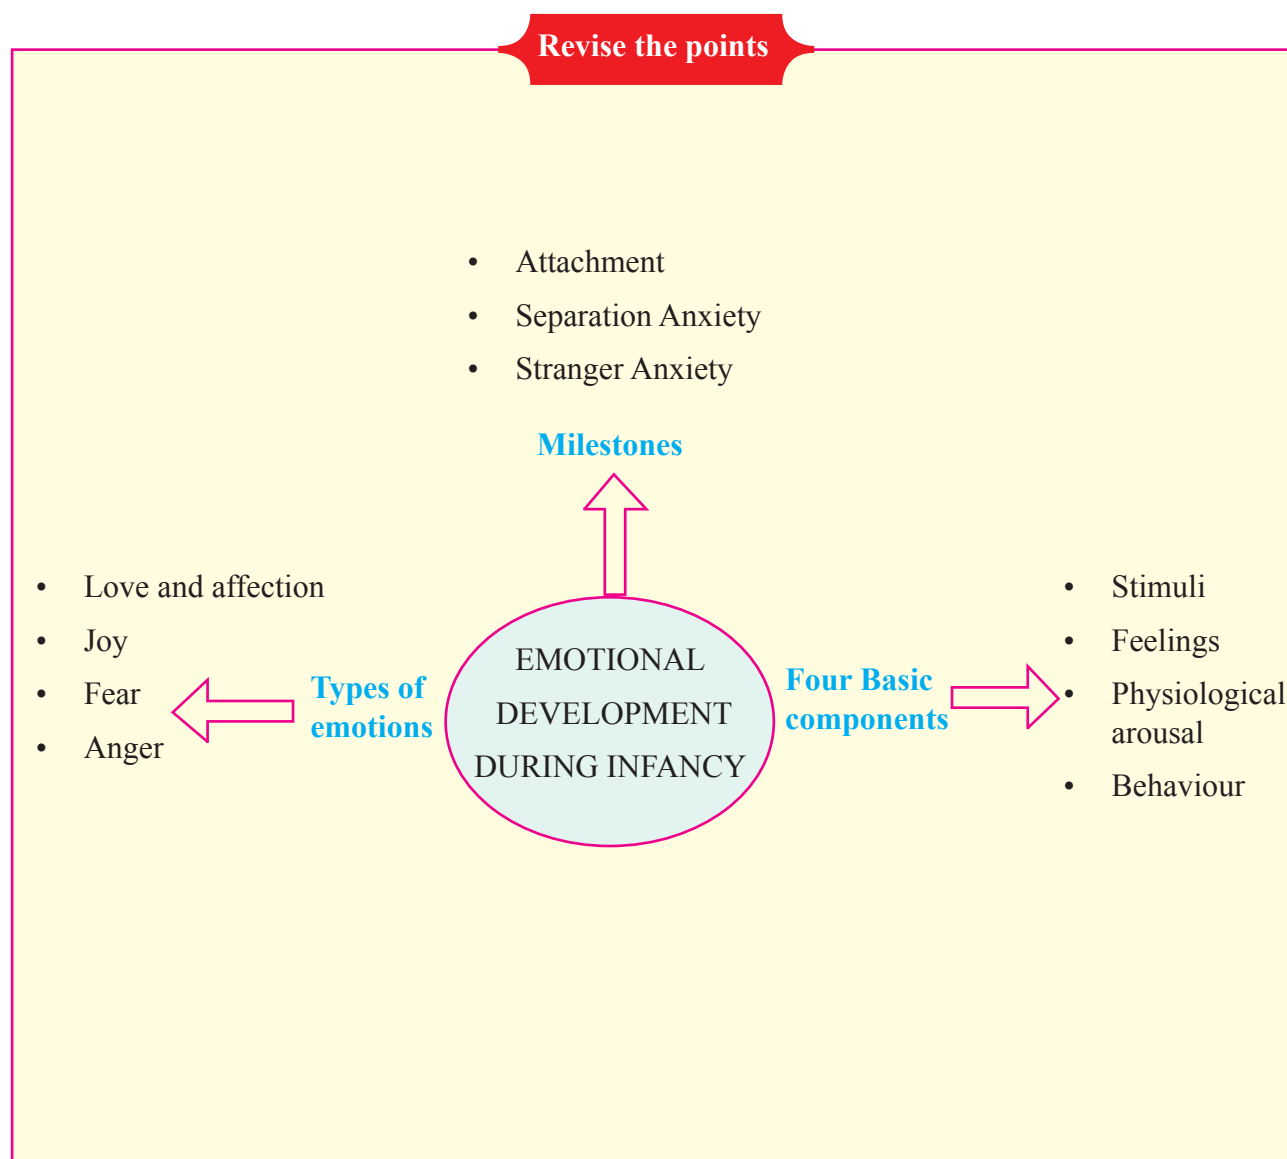 Revise the points
• Attachment
• Separation Anxiety
• Stranger Anxiety
Milestones
• Love and affection
• Joy
• Fear
• Anger
Types of
emotions
EMOTIONAL
DEVELOPMENT
DURING INFANCY
Four Basic
components
• Stimuli
• Feelings
• Physiological
arousal
• Behaviour